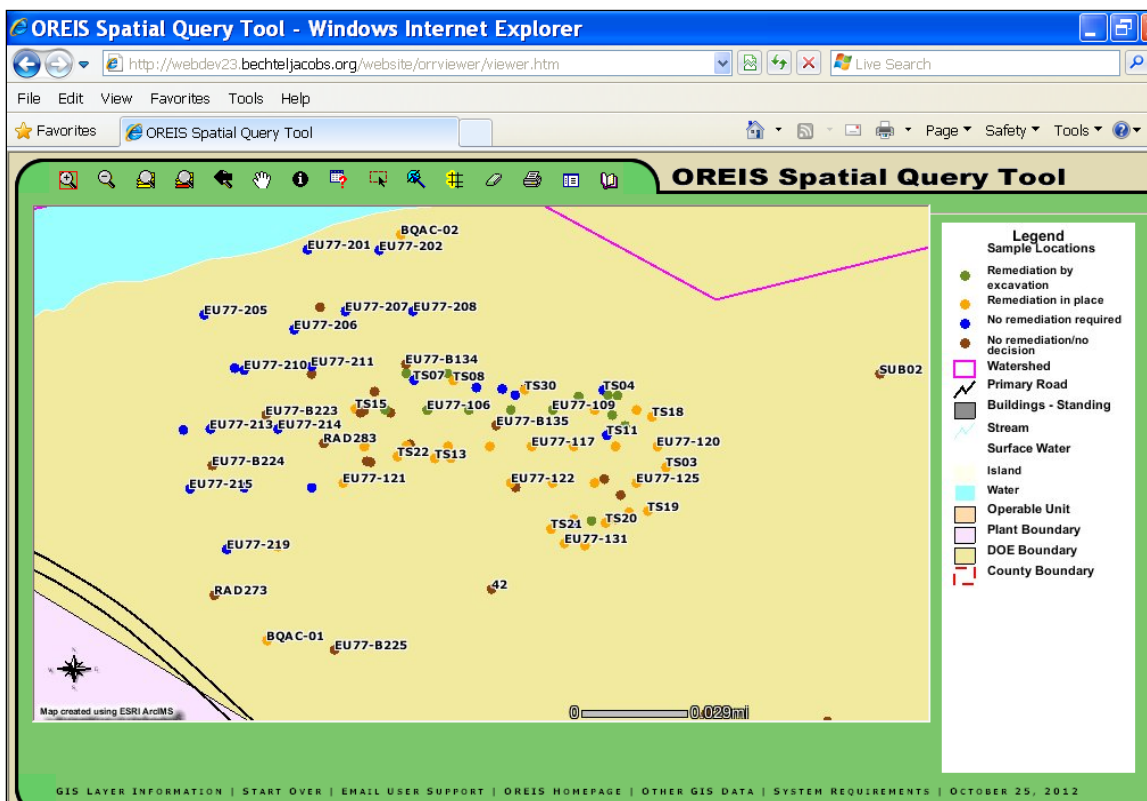 OREIS Spatial Query Tool - Windows Internet Explorer
http://webdev23.bechteljacobs.org/website/orrviewer/viewer.htm
Live Search
File Edit View Favorites Tools Help
Favorites
OREIS Spatial Query Tool
Page Safety Tools
OREIS Spatial Query Tool
BQAC-02
EU77-201
EU77-202
EU77-205
EU77-207
EU77-208
EU77-206
EU77-210
EU77-211
EU77-B134
TS07
TS08
TS30
TS04
SUB02
TS15
EU77-106
EU77-109
TS18
EU77-B223
EU77-213
EU77-214
EU77-B135
TS11
RAD283
TS22
TS13
EU77-117
EU77-120
EU77-B224
TS03
EU77-215
EU77-121
EU77-122
EU77-125
TS19
TS21
TS20
EU77-219
EU77-131
RAD273
42
BQAC-01
EU77-B225
Map created using ESRI ArcIMS
0 0.029mi
Legend
Sample Locations
Remediation by
excavation
Remediation in place
No remediation required
No remediation/no
decision
Watershed
Primary Road
Buildings - Standing
Stream
Surface Water
Island
Water
Operable Unit
Plant Boundary
DOE Boundary
County Boundary
GIS LAYER INFORMATION | START OVER | EMAIL USER SUPPORT | OREIS HOMEPAGE | OTHER GIS DATA | SYSTEM REQUIREMENTS | OCTOBER 25, 2012